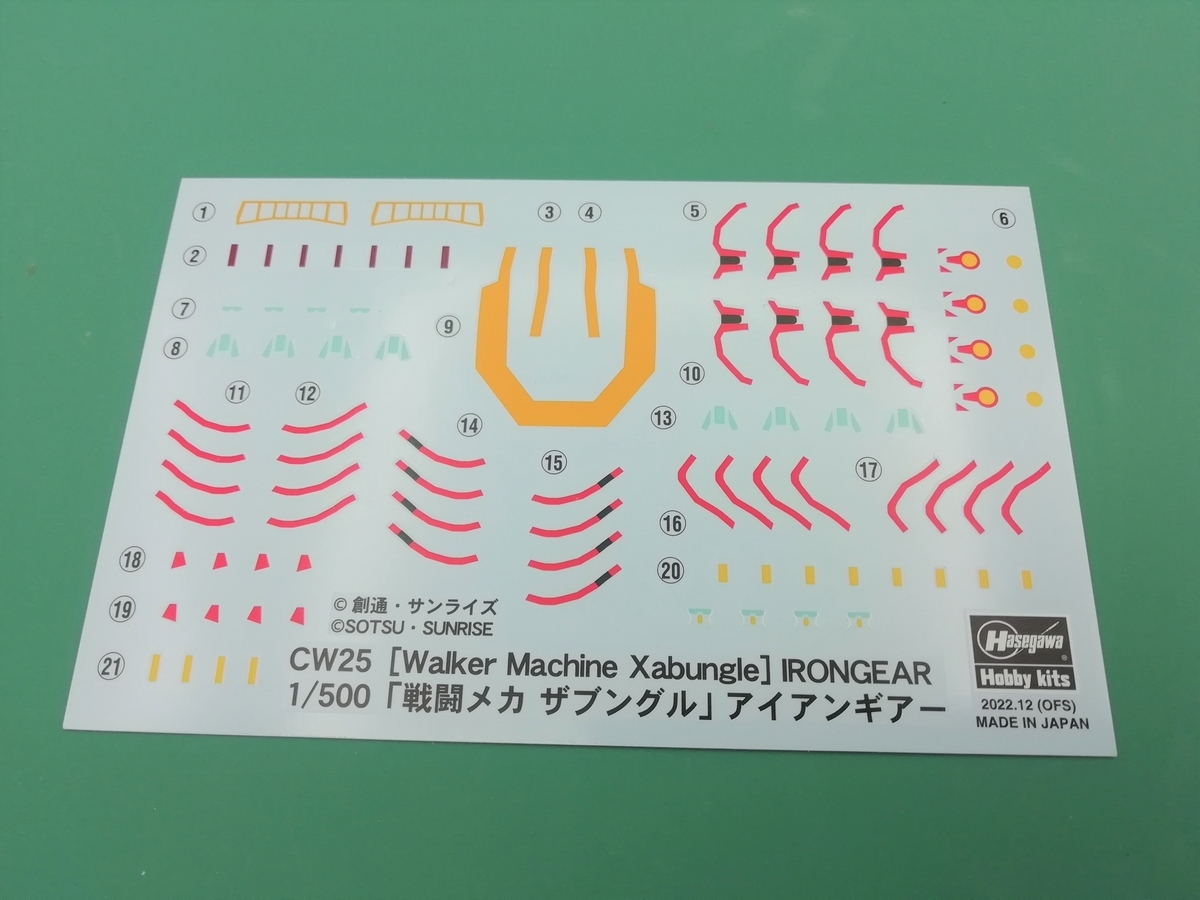 ① ③ ④ ⑤ ⑥
②
⑦ ⑨
⑧ ⑩
⑪ ⑫ ⑬
⑭
⑮ ⑰
⑯
⑱ ⑳
⑲
㉑
© 創通・サンライズ
©SOTSU・SUNRISE
CW25 [Walker Machine Xabungle] IRONGEAR
1/500「戦闘メカ ザブングル」アイアンギアー
Hasegawa
Hobby kits
2022.12 (OFS)
MADE IN JAPAN